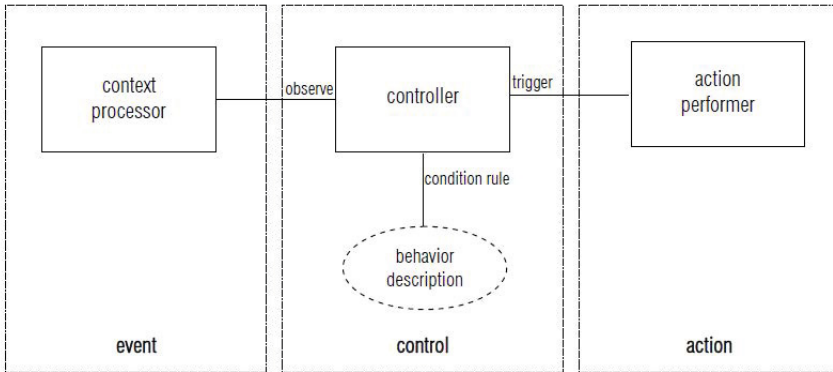 context
processor
observe
controller
trigger
action
performer
condition rule
behavior
description
event
control
action